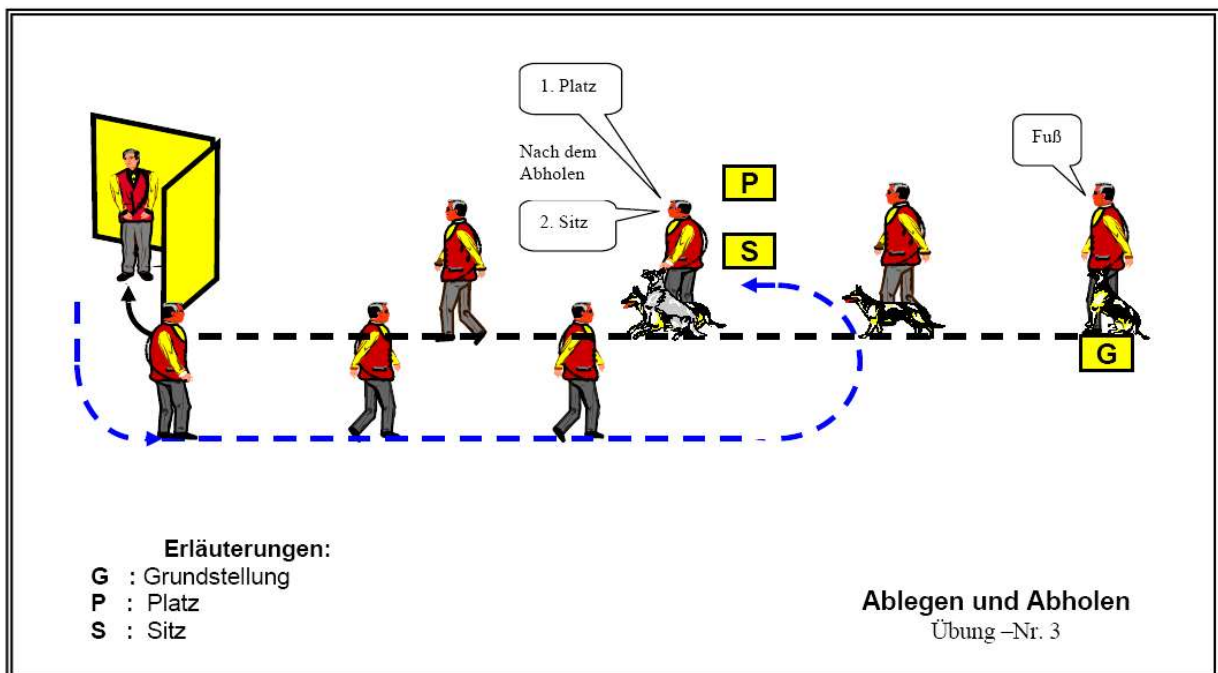 1. Platz
Nach dem
Abholen
2. Sitz
P
S
Fuß
G
Erläuterungen:
G : Grundstellung
P : Platz
S : Sitz
Ablegen und Abholen
Übung –Nr. 3